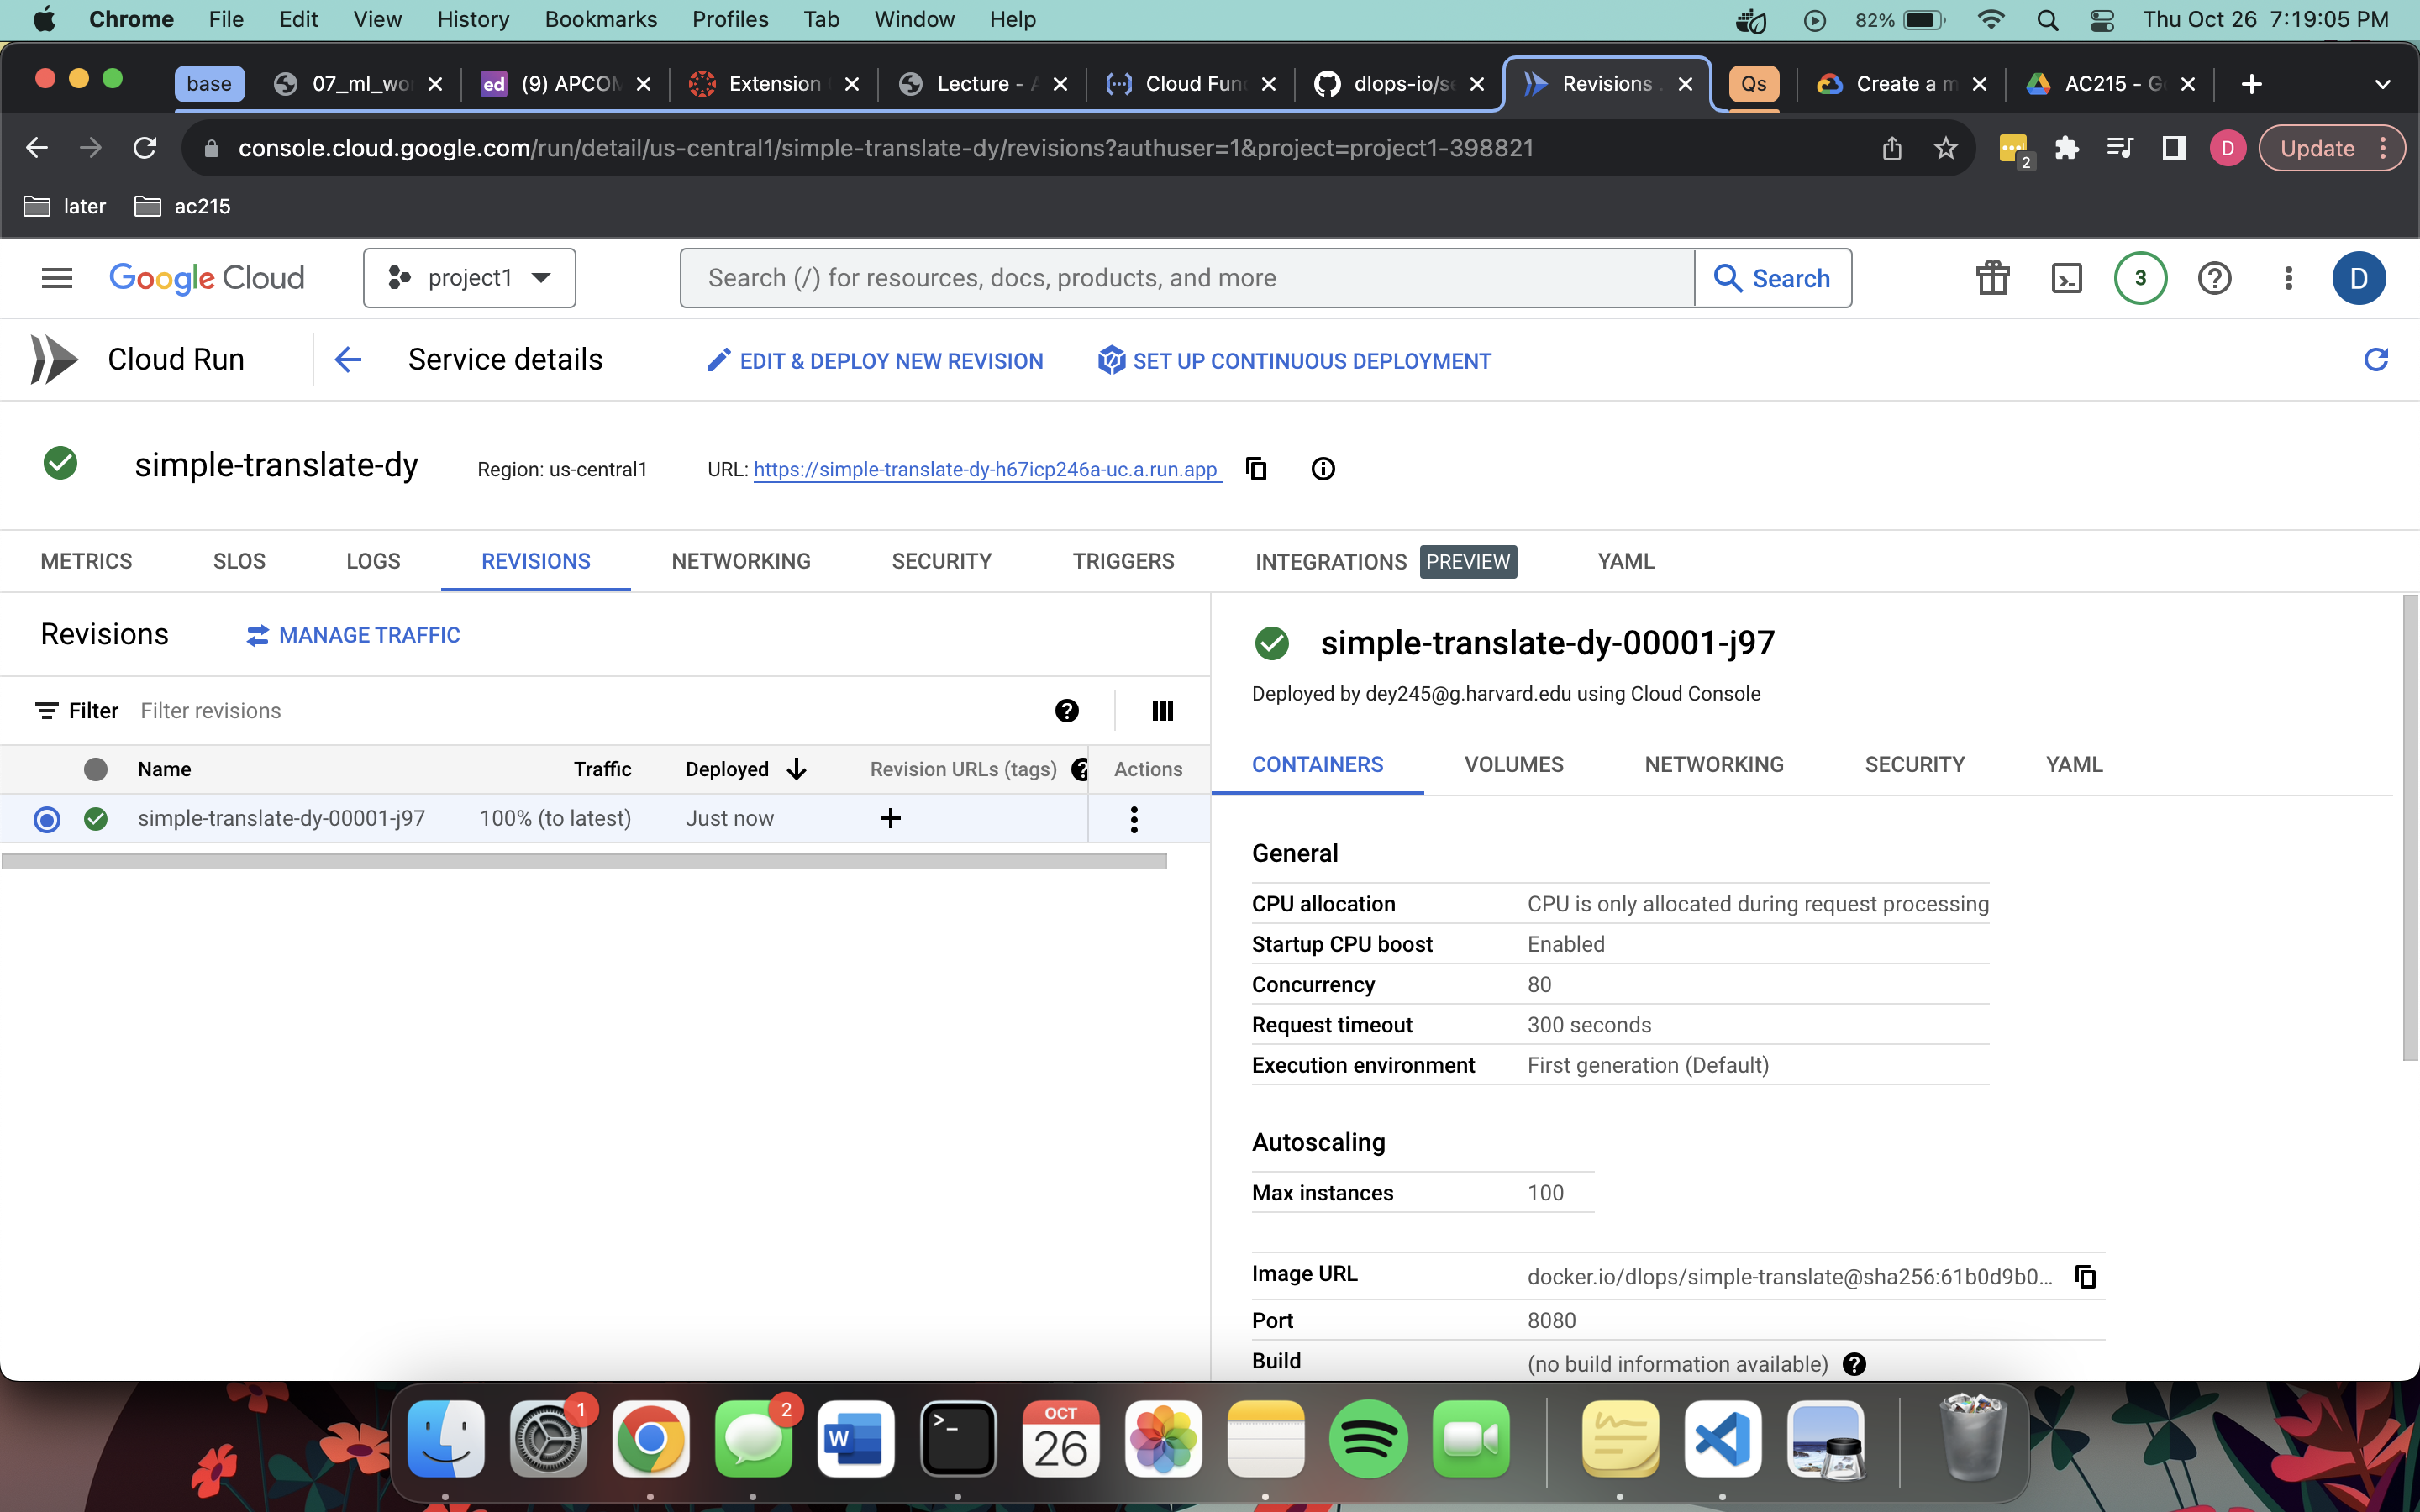 Chrome File Edit View History Bookmarks Profiles Tab Window Help 82% Thu Oct 26 7:19:05 PM
base 07_ml_wo ed (9) APCOM Extension Lecture - Cloud Func dlops-io/se Revisions Qs Create a m AC215 - Go
console.cloud.google.com/run/detail/us-central1/simple-translate-dy/revisions?authuser=1&project=project1-398821 2 D Update
later ac215
Google Cloud project1 Search (/) for resources, docs, products, and more Search 3 D
Cloud Run Service details EDIT & DEPLOY NEW REVISION SET UP CONTINUOUS DEPLOYMENT
simple-translate-dy Region: us-central1 URL: https://simple-translate-dy-h67icp246a-uc.a.run.app
METRICS SLOS LOGS REVISIONS NETWORKING SECURITY TRIGGERS INTEGRATIONS PREVIEW YAML
Revisions MANAGE TRAFFIC
Filter Filter revisions
Name Traffic Deployed Revision URLs (tags) Actions
simple-translate-dy-00001-j97 100% (to latest) Just now
simple-translate-dy-00001-j97
Deployed by dey245@g.harvard.edu using Cloud Console
CONTAINERS VOLUMES NETWORKING SECURITY YAML
General
CPU allocation CPU is only allocated during request processing
Startup CPU boost Enabled
Concurrency 80
Request timeout 300 seconds
Execution environment First generation (Default)
Autoscaling
Max instances 100
Image URL docker.io/dlops/simple-translate@sha256:61b0d9b0...
Port 8080
Build (no build information available)
1 2 W >_ OCT
26